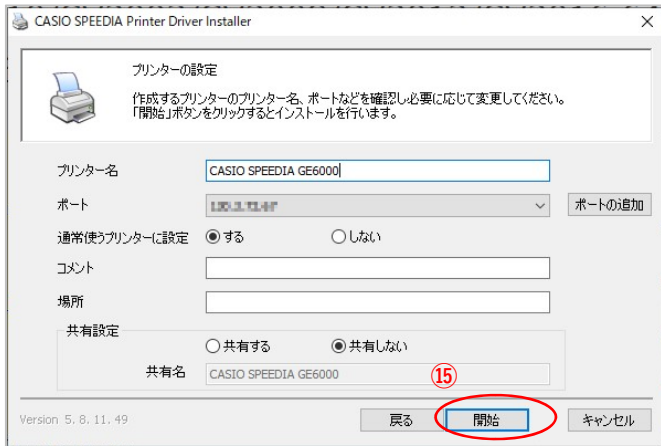 CASIO SPEEDIA Printer Driver Installer
プリンターの設定
作成するプリンターのプリンター名、ポートなどを確認し必要に応じて変更してください。
「開始」ボタンをクリックするとインストールを行います。
プリンター名 CASIO SPEEDIA GE6000
ポート ポートの追加
通常使うプリンターに設定 する しない
コメント
場所
共有設定
共有する 共有しない
共有名 CASIO SPEEDIA GE6000
⑮
Version 5. 8. 11. 49 戻る 開始 キャンセル